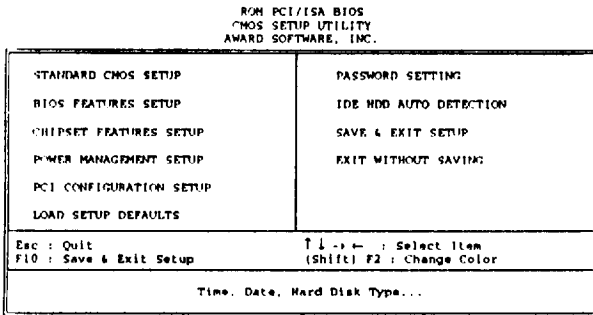 ROM PCI/ISA BIOS
CMOS SETUP UTILITY
AWARD SOFTWARE, INC.
STANDARD CMOS SETUP
BIOS FEATURES SETUP
CHIPSET FEATURES SETUP
POWER MANAGEMENT SETUP
PCI CONFIGURATION SETUP
LOAD SETUP DEFAULTS
PASSWORD SETTING
IDE HDD AUTO DETECTION
SAVE & EXIT SETUP
EXIT WITHOUT SAVING
Esc : Quit
F10 : Save & Exit Setup
↑ ↓ → ← : Select Item
(Shift) F2 : Change Color
Time, Date, Hard Disk Type...